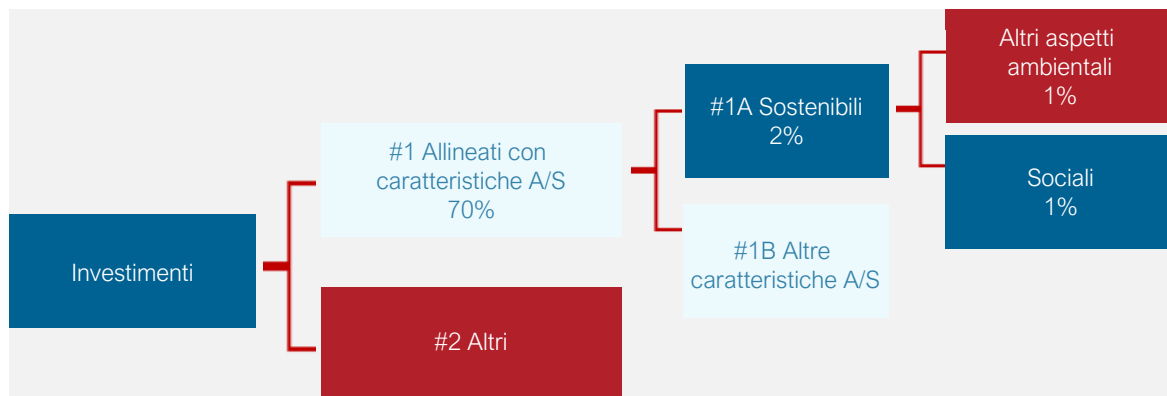 Investimenti
#1 Allineati con
caratteristiche A/S
70%
#2 Altri
#1A Sostenibili
2%
#1B Altre
caratteristiche A/S
Altri aspetti
ambientali
1%
Sociali
1%